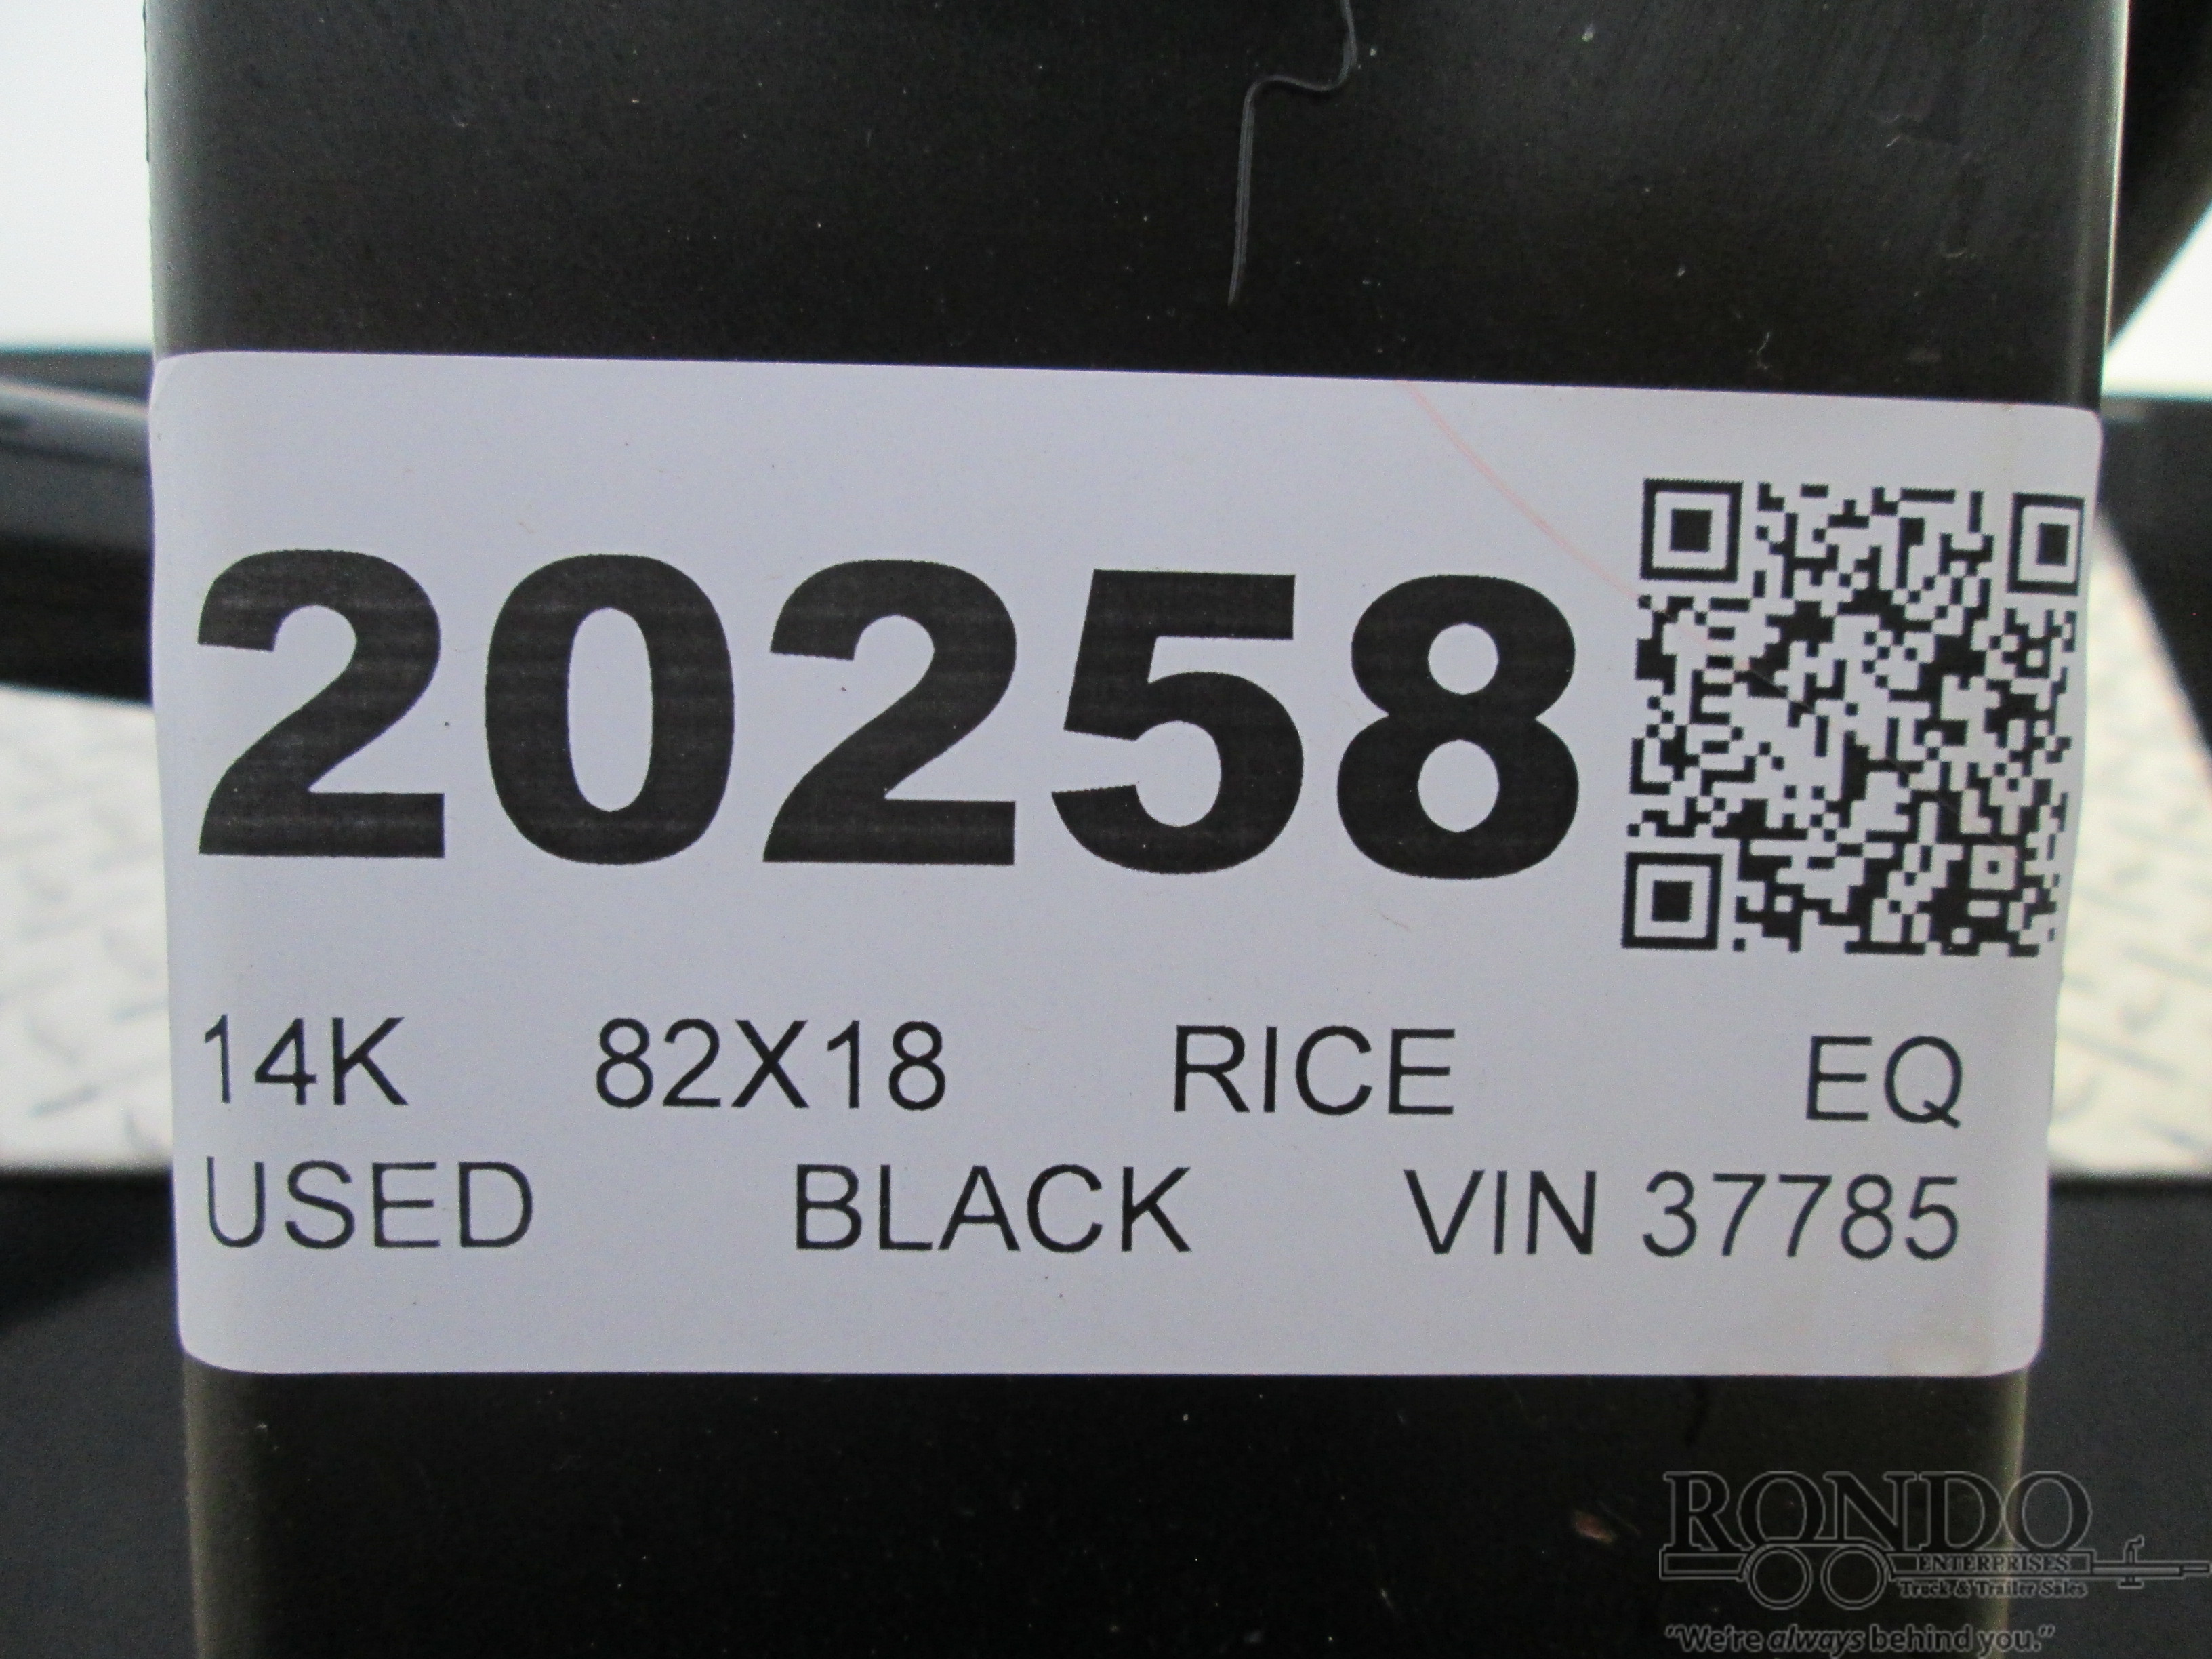 20258
14K 82X18 RICE EQ
USED BLACK VIN 37785
RONDO
ENTERPRISES
Truck & Trailer Sales
"We're always behind you."